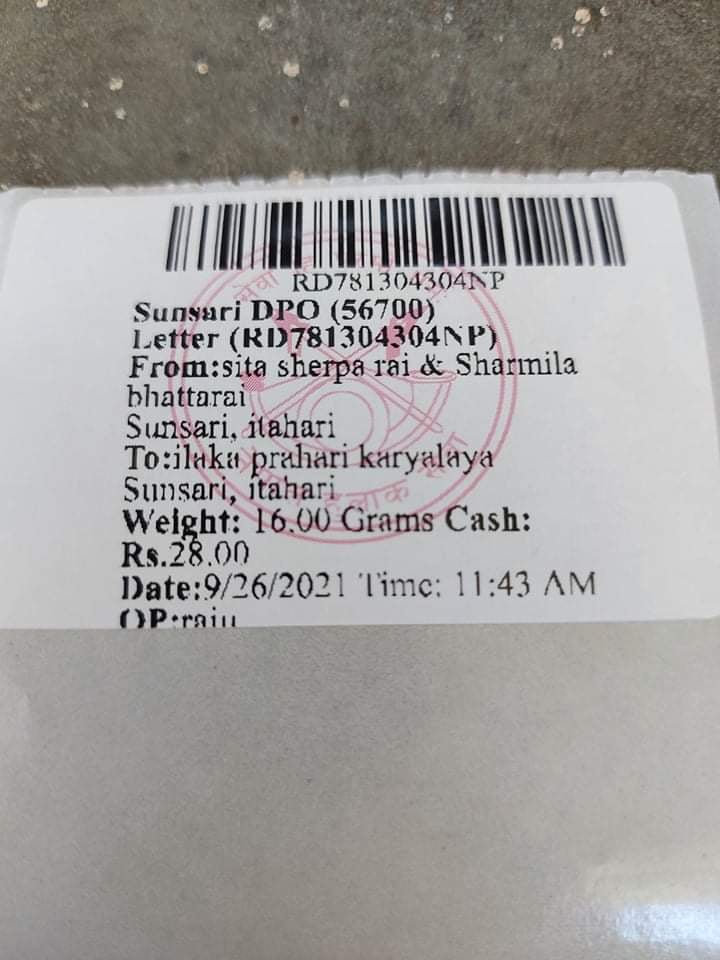 RD781304304NP
Sunsari DPO (56700)
Letter (RD781304304NP)
From:sita sherpa rai & Sharmila
bhattarai
Sunsari, itahari
To:ilaka prahari karyalaya
Sunsari, itahari
Weight: 16.00 Grams Cash:
Rs.28.00
Date:9/26/2021 Time: 11:43 AM
OP:raju
हुलाक सेवा